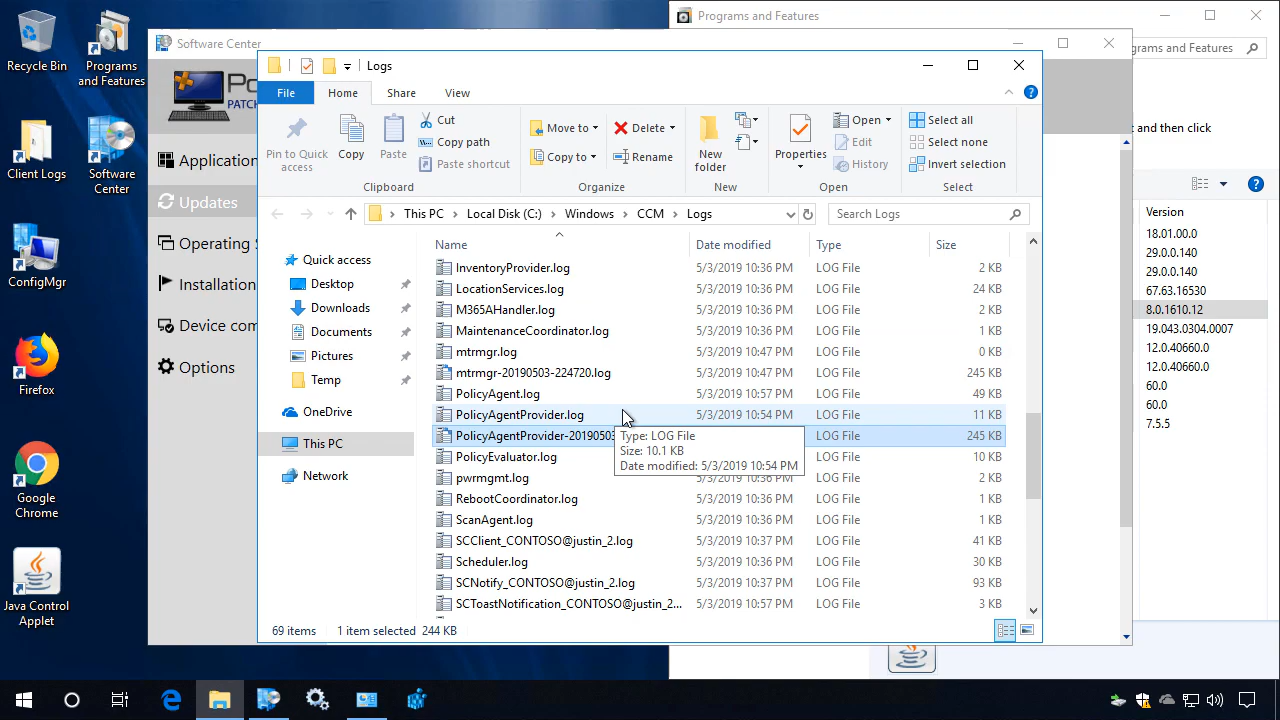 Recycle Bin
Programs and Features
Client Logs
Software Center
ConfigMgr
Firefox
Google Chrome
Java Control Applet
Programs and Features
grams and Features
t and then click
Version
18.01.00.0
29.0.0.140
29.0.0.140
67.63.16530
8.0.1610.12
19.043.0304.0007
12.0.40660.0
12.0.40660.0
60.0
60.0
7.5.5
Software Center
PATCH
Application
Updates
Operating S
Installation
Device com
Options
Logs
File Home Share View
Pin to Quick access
Copy
Paste
Cut
Copy path
Paste shortcut
Clipboard
Move to
Copy to
Delete
Rename
Organize
New folder
New
Properties
Open
Edit
History
Open
Select all
Select none
Invert selection
Select
This PC Local Disk (C:) Windows CCM Logs
Search Logs
Quick access
Desktop
Downloads
Documents
Pictures
Temp
OneDrive
This PC
Network
Name Date modified Type Size
InventoryProvider.log 5/3/2019 10:36 PM LOG File 2 KB
LocationServices.log 5/3/2019 10:36 PM LOG File 24 KB
M365AHandler.log 5/3/2019 10:36 PM LOG File 2 KB
MaintenanceCoordinator.log 5/3/2019 10:36 PM LOG File 1 KB
mtrmgr.log 5/3/2019 10:47 PM LOG File 0 KB
mtrmgr-20190503-224720.log 5/3/2019 10:47 PM LOG File 245 KB
PolicyAgent.log 5/3/2019 10:57 PM LOG File 49 KB
PolicyAgentProvider.log 5/3/2019 10:54 PM LOG File 11 KB
PolicyAgentProvider-20190503 LOG File 245 KB
PolicyEvaluator.log LOG File 10 KB
pwrmgmt.log 5/3/2019 10:36 PM LOG File 2 KB
RebootCoordinator.log 5/3/2019 10:36 PM LOG File 1 KB
ScanAgent.log 5/3/2019 10:36 PM LOG File 1 KB
SCClient_CONTOSO@justin_2.log 5/3/2019 10:37 PM LOG File 41 KB
Scheduler.log 5/3/2019 10:36 PM LOG File 30 KB
SCNotify_CONTOSO@justin_2.log 5/3/2019 10:37 PM LOG File 93 KB
SCToastNotification_CONTOSO@justin_2... 5/3/2019 10:57 PM LOG File 3 KB
Type: LOG File
Size: 10.1 KB
Date modified: 5/3/2019 10:54 PM
69 items 1 item selected 244 KB